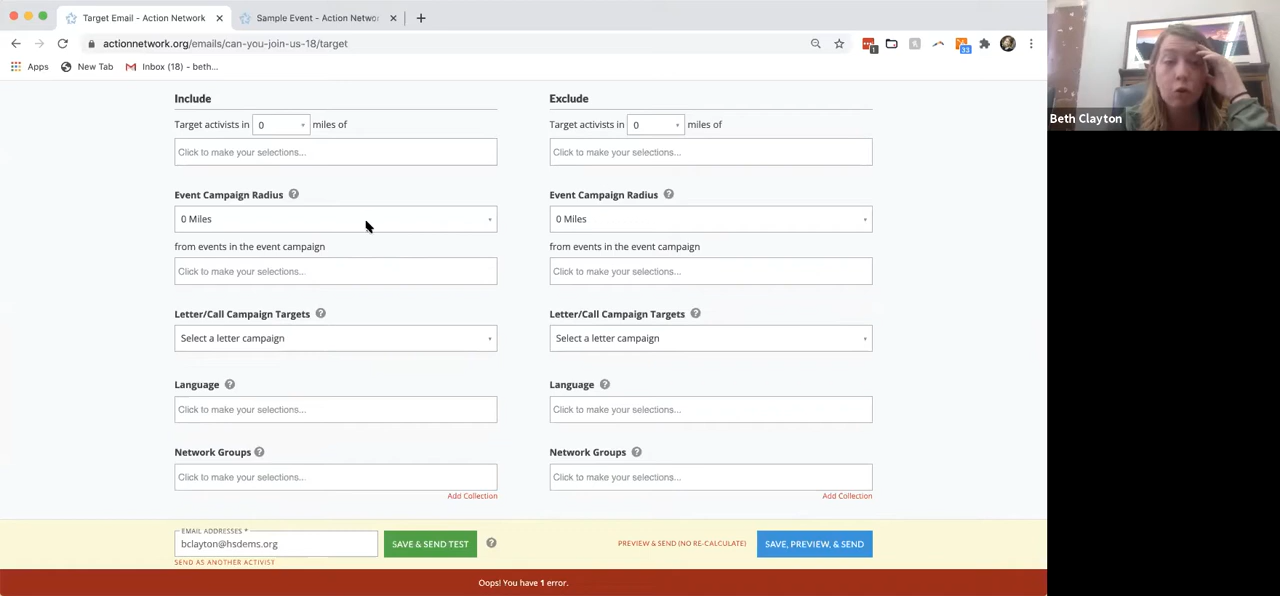 Target Email - Action Network
Sample Event - Action Networ
actionnetwork.org/emails/can-you-join-us-18/target
1
33
Apps
New Tab
Inbox (18) - beth...
Beth Clayton
Include
Exclude
Target activists in 0 miles of
Target activists in 0 miles of
Click to make your selections...
Click to make your selections...
Event Campaign Radius ?
Event Campaign Radius ?
0 Miles
0 Miles
from events in the event campaign
from events in the event campaign
Click to make your selections...
Click to make your selections...
Letter/Call Campaign Targets ?
Letter/Call Campaign Targets ?
Select a letter campaign
Select a letter campaign
Language ?
Language ?
Click to make your selections...
Click to make your selections...
Network Groups ?
Network Groups ?
Click to make your selections...
Click to make your selections...
Add Collection
Add Collection
EMAIL ADDRESSES *
bclayton@hsdems.org
SAVE & SEND TEST
?
PREVIEW & SEND (NO RE-CALCULATE)
SAVE, PREVIEW, & SEND
SEND AS ANOTHER ACTIVIST
Oops! You have 1 error.